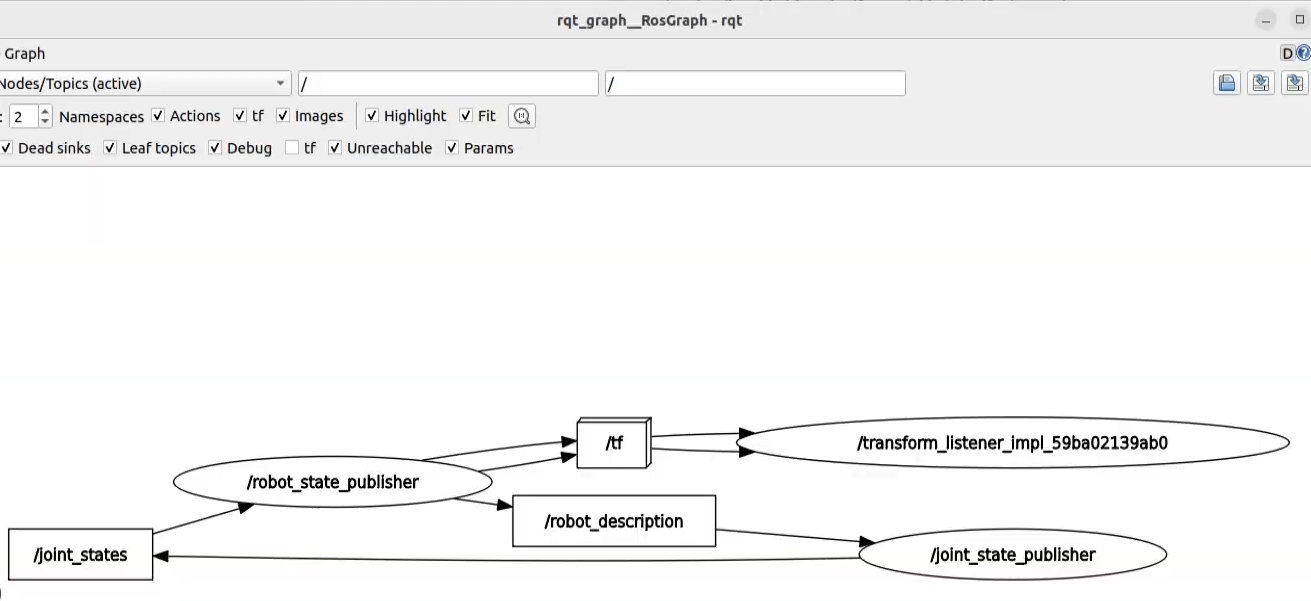 rqt_graph__RosGraph - rqt
Graph
D
Nodes/Topics (active) / /
: 2 Namespaces Actions tf Images Highlight Fit
Dead sinks Leaf topics Debug tf Unreachable Params
/tf
/transform_listener_impl_59ba02139ab0
/robot_state_publisher
/robot_description
/joint_states
/joint_state_publisher